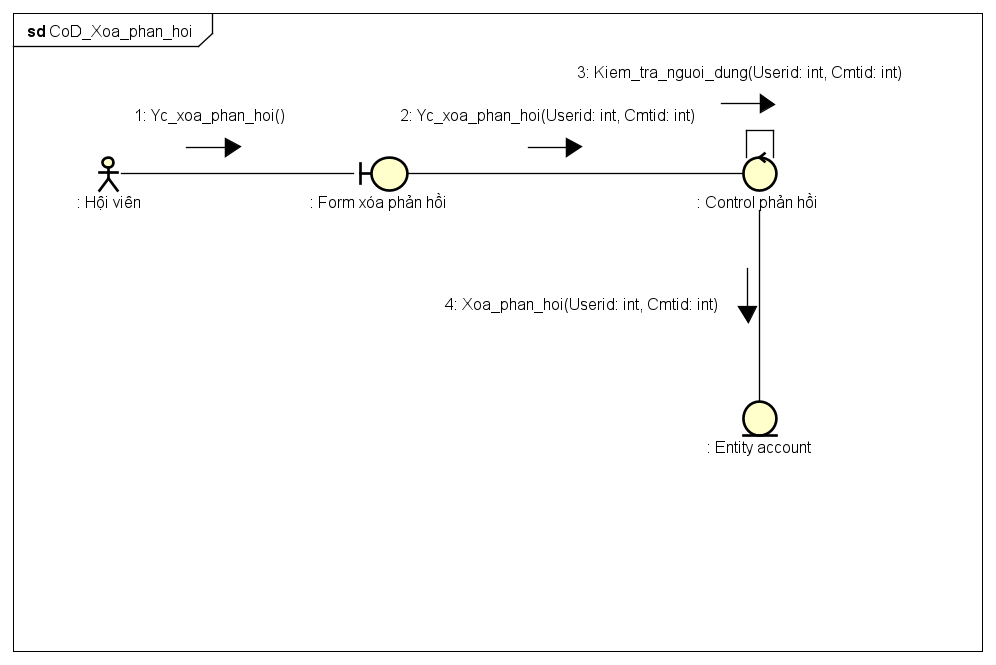 sd CoD_Xoa_phan_hoi
3: Kiem_tra_nguoi_dung(Userid: int, Cmtid: int)
1: Yc_xoa_phan_hoi()
2: Yc_xoa_phan_hoi(Userid: int, Cmtid: int)
: Hội viên
: Form xóa phản hồi
: Control phản hồi
4: Xoa_phan_hoi(Userid: int, Cmtid: int)
: Entity account